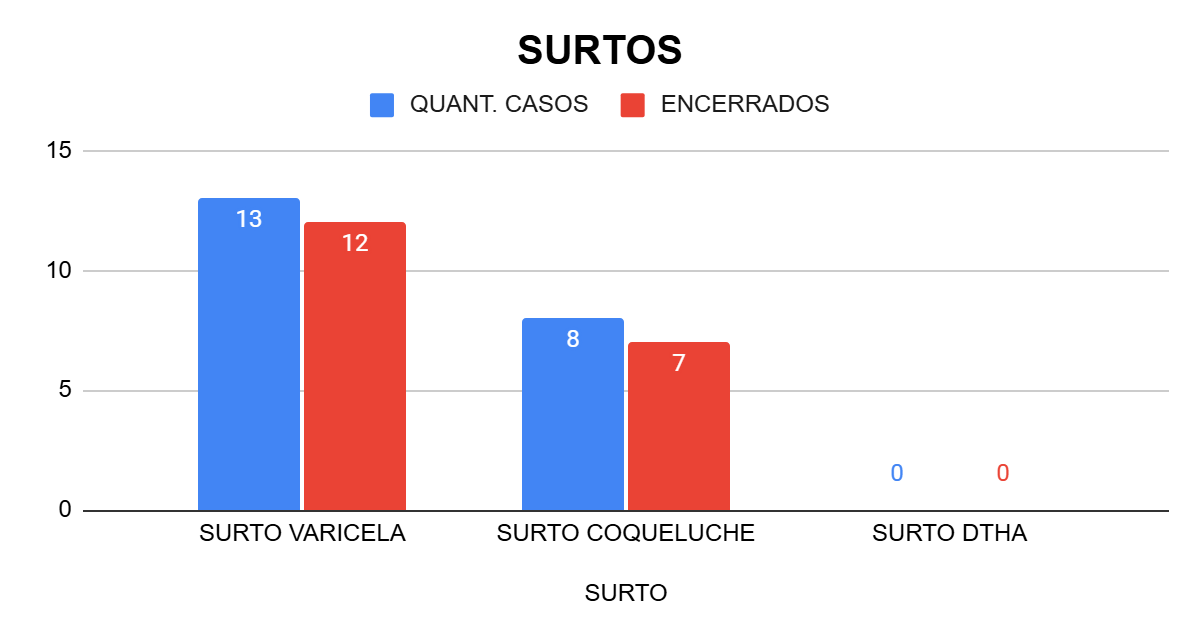 SURTOS
QUANT. CASOS ENCERRADOS
15
13
12
10
8
7
5
0 0
0
SURTO VARICELA SURTO COQUELUCHE SURTO DTHA
SURTO